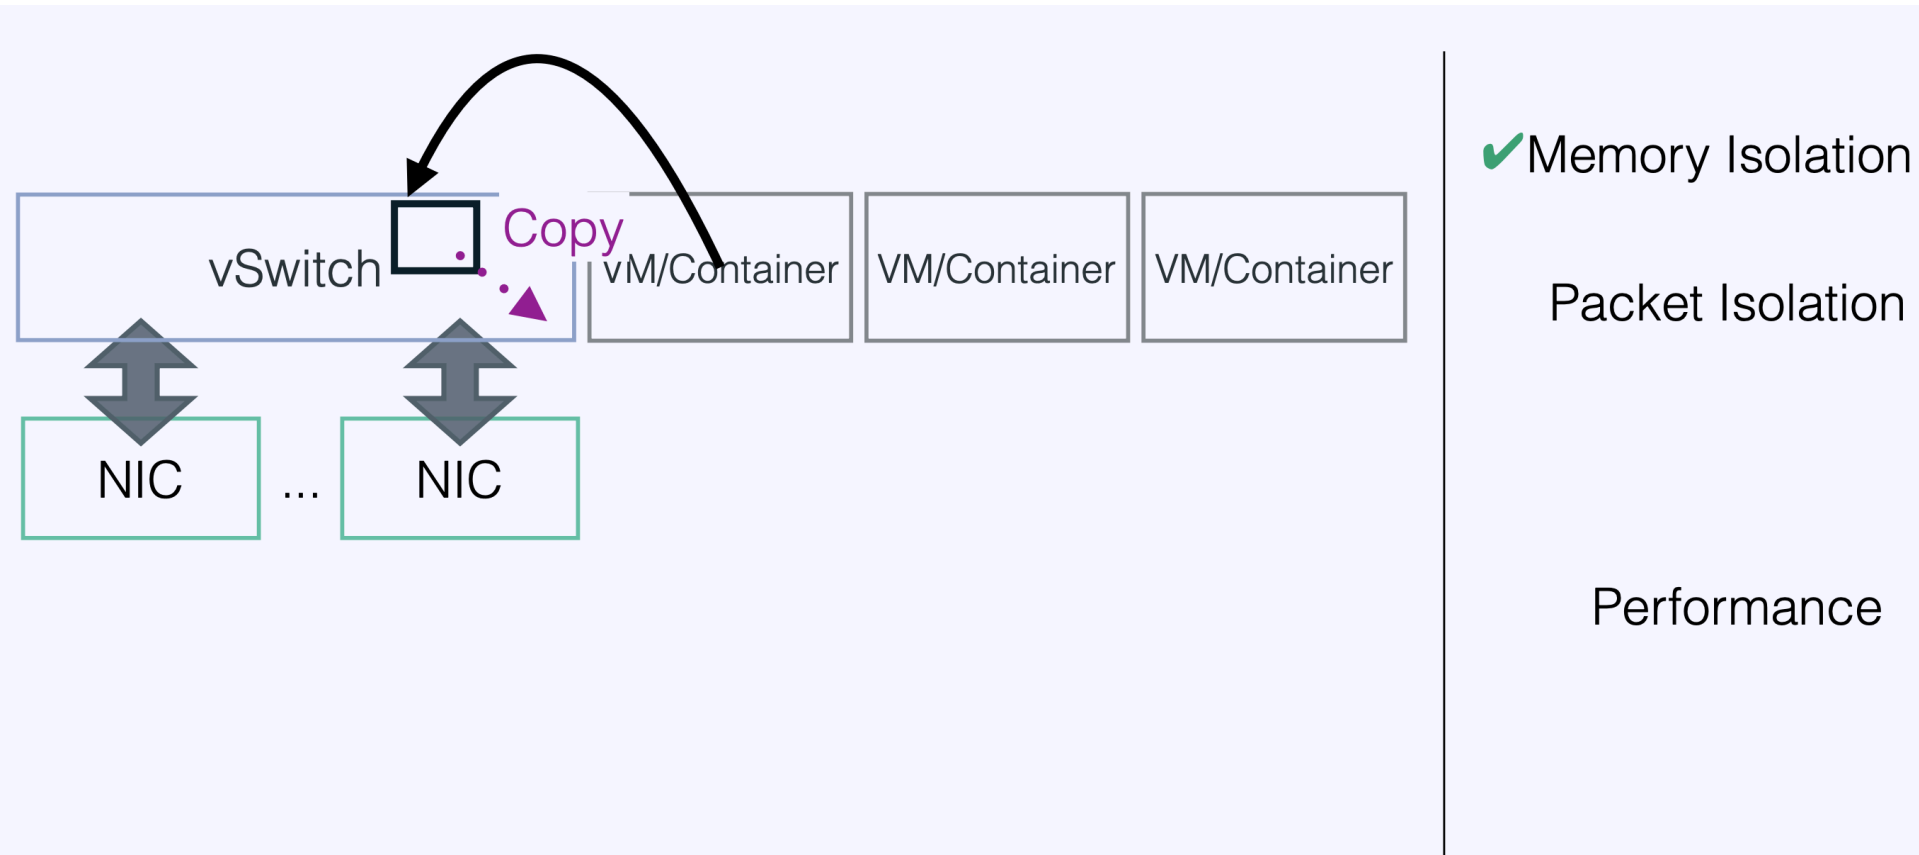 Copy
vSwitch
VM/Container
VM/Container
VM/Container
NIC
...
NIC
✔Memory Isolation
Packet Isolation
Performance